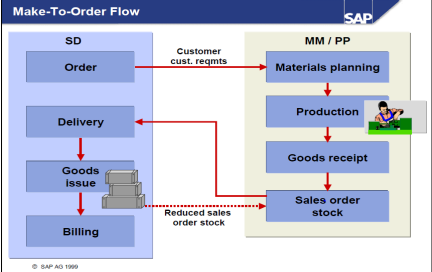 Make-To-Order Flow
SAP
SD
MM / PP
Customer
cust. reqmts
Order
Materials planning
Production
Delivery
Goods receipt
Goods
issue
Sales order
stock
Reduced sales
order stock
Billing
© SAP AG 1999